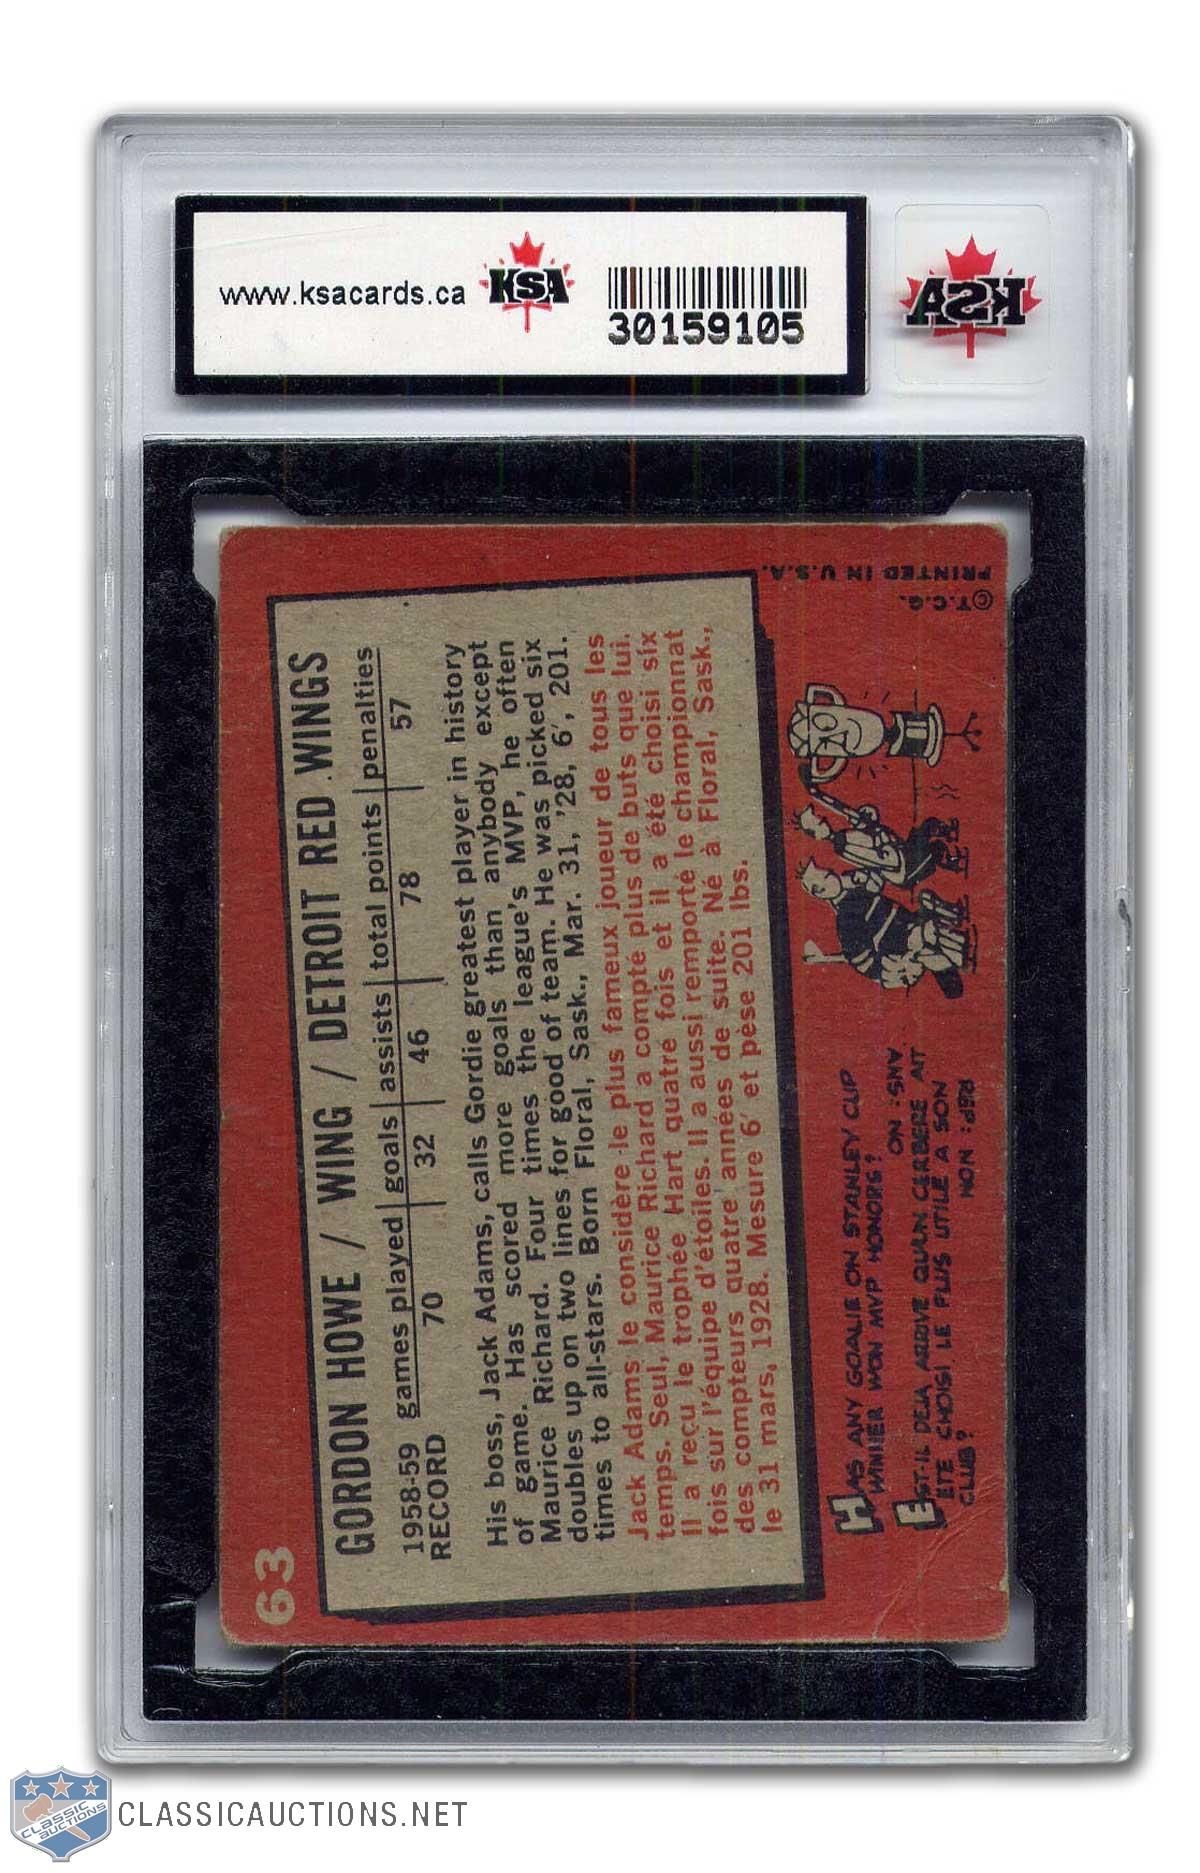 www.ksacards.ca
KSA
30159105
KSA
63
GORDON HOWE / WING / DETROIT RED WINGS
1958-59 games played goals assists total points penalties
RECORD 70 32 46 78 57
His boss, Jack Adams, calls Gordie greatest player in history
of game. Has scored more goals than anybody except
Maurice Richard. Four times the league's MVP, he often
doubles up on two lines for good of team. He was picked six
times to all-stars. Born Floral, Sask., Mar. 31, '28, 6', 201.
Jack Adams le considère le plus fameux joueur de tous les
temps. Seul, Maurice Richard a compté plus de buts que lui.
Il a reçu le trophée Hart quatre fois et il a été choisi six
fois sur l'équipe d'étoiles. Il a aussi remporté le championnat
des compteurs quatre années de suite. Né à Floral, Sask.,
le 31 mars, 1928. Mesure 6' et pèse 201 lbs.
HAS ANY GOALIE ON STANLEY CUP
WINNER WON MVP HONORS?
ANS: NO
EST-IL DEJA ARRIVE QU'UN CERBERE AIT
ETE CHOISI LE PLUS UTILE A SON
CLUB?
REP: NON
© T.C.G.
PRINTED IN U.S.A.
CLASSIC
AUCTIONS
CLASSICAUCTIONS.NET